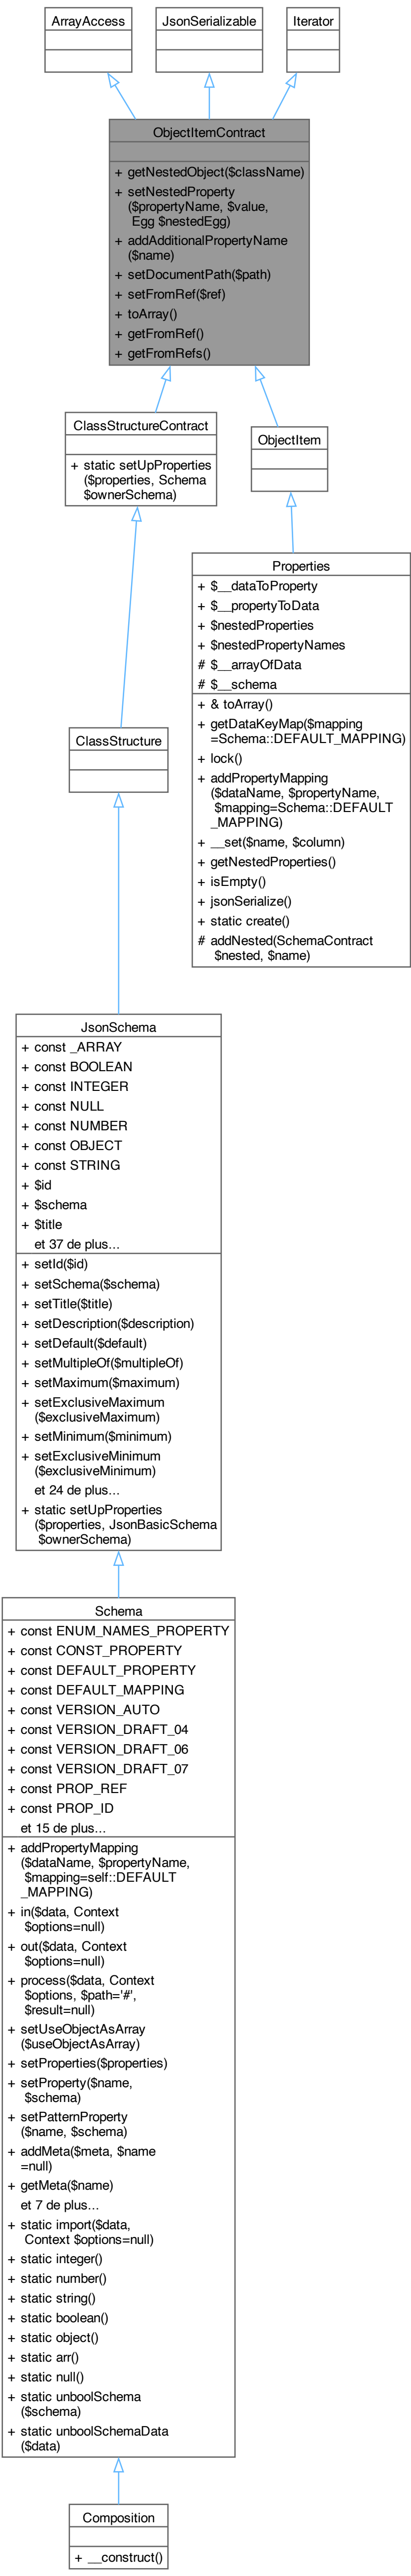 ArrayAccess
JsonSerializable
Iterator
ObjectItemContract
+ getNestedObject($className)
+ setNestedProperty
($propertyName, $value,
Egg $nestedEgg)
+ addAdditionalPropertyName
($name)
+ setDocumentPath($path)
+ setFromRef($ref)
+ toArray()
+ getFromRef()
+ getFromRefs()
ClassStructureContract
+ static setUpProperties
($properties, Schema
$ownerSchema)
ObjectItem
Properties
+ $__dataToProperty
+ $__propertyToData
+ $nestedProperties
+ $nestedPropertyNames
# $__arrayOfData
# $__schema
+ & toArray()
+ getDataKeyMap($mapping
=Schema::DEFAULT_MAPPING)
+ lock()
+ addPropertyMapping
($dataName, $propertyName,
$mapping=Schema::DEFAULT
_MAPPING)
+ __set($name, $column)
+ getNestedProperties()
+ isEmpty()
+ jsonSerialize()
+ static create()
# addNested(SchemaContract
$nested, $name)
ClassStructure
JsonSchema
+ const _ARRAY
+ const BOOLEAN
+ const INTEGER
+ const NULL
+ const NUMBER
+ const OBJECT
+ const STRING
+ $id
+ $schema
+ $title
et 37 de plus...
+ setId($id)
+ setSchema($schema)
+ setTitle($title)
+ setDescription($description)
+ setDefault($default)
+ setMultipleOf($multipleOf)
+ setMaximum($maximum)
+ setExclusiveMaximum
($exclusiveMaximum)
+ setMinimum($minimum)
+ setExclusiveMinimum
($exclusiveMinimum)
et 24 de plus...
+ static setUpProperties
($properties, JsonBasicSchema
$ownerSchema)
Schema
+ const ENUM_NAMES_PROPERTY
+ const CONST_PROPERTY
+ const DEFAULT_PROPERTY
+ const DEFAULT_MAPPING
+ const VERSION_AUTO
+ const VERSION_DRAFT_04
+ const VERSION_DRAFT_06
+ const VERSION_DRAFT_07
+ const PROP_REF
+ const PROP_ID
et 15 de plus...
+ addPropertyMapping
($dataName, $propertyName,
$mapping=self::DEFAULT
_MAPPING)
+ in($data, Context
$options=null)
+ out($data, Context
$options=null)
+ process($data, Context
$options, $path='#',
$result=null)
+ setUseObjectAsArray
($useObjectAsArray)
+ setProperties($properties)
+ setProperty($name,
$schema)
+ setPatternProperty
($name, $schema)
+ addMeta($meta, $name
=null)
+ getMeta($name)
et 7 de plus...
+ static import($data,
Context $options=null)
+ static integer()
+ static number()
+ static string()
+ static boolean()
+ static object()
+ static arr()
+ static null()
+ static unboolSchema
($schema)
+ static unboolSchemaData
($data)
Composition
+ __construct()